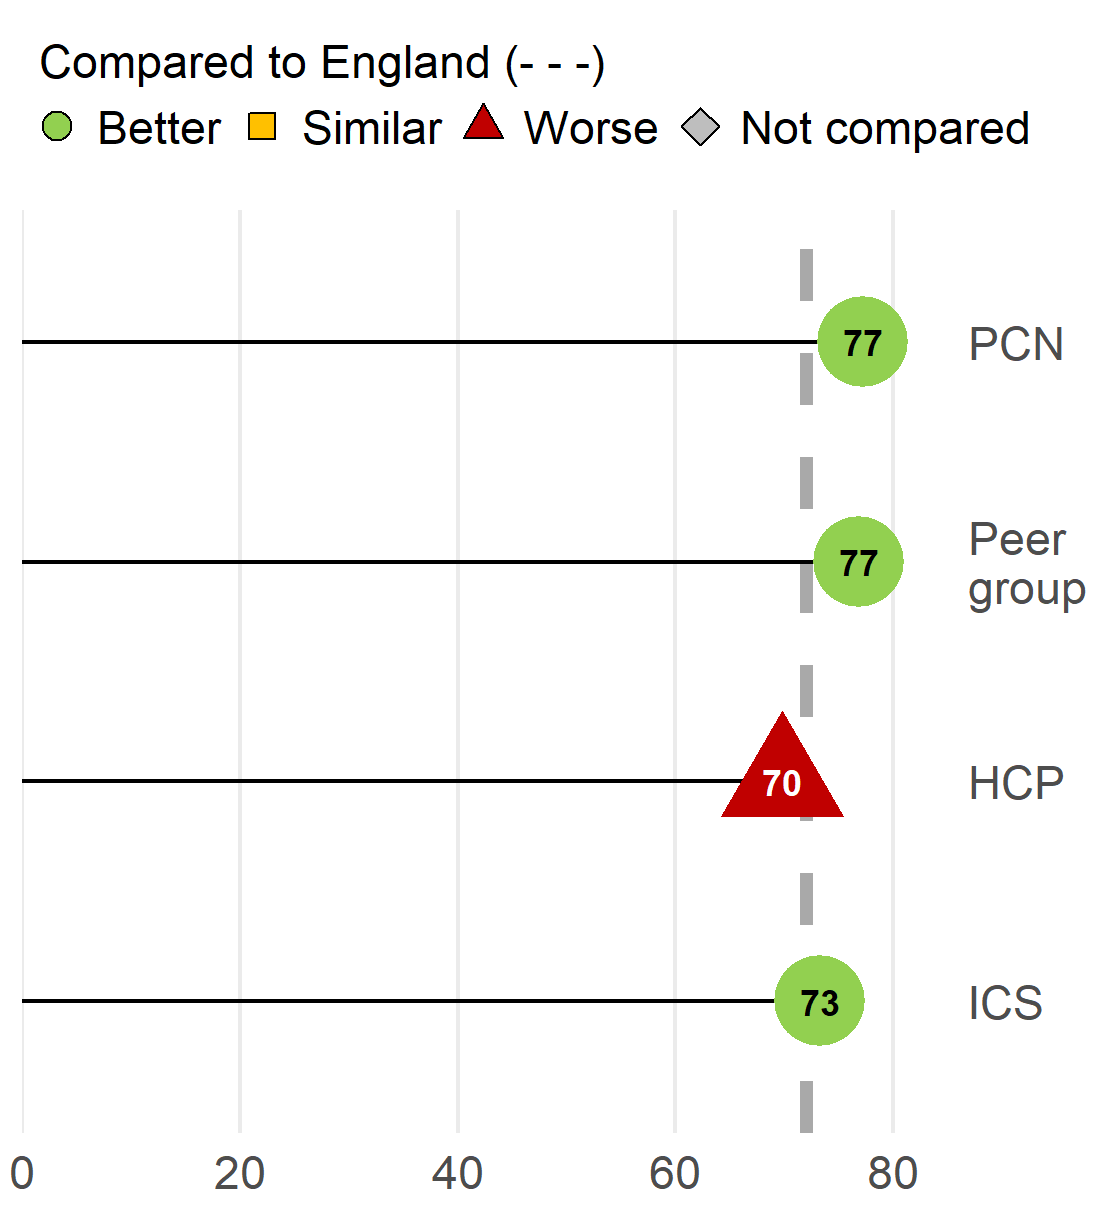 Compared to England (- - -)
Better Similar Worse Not compared
77 PCN
77 Peer
group
70 HCP
73 ICS
0 20 40 60 80